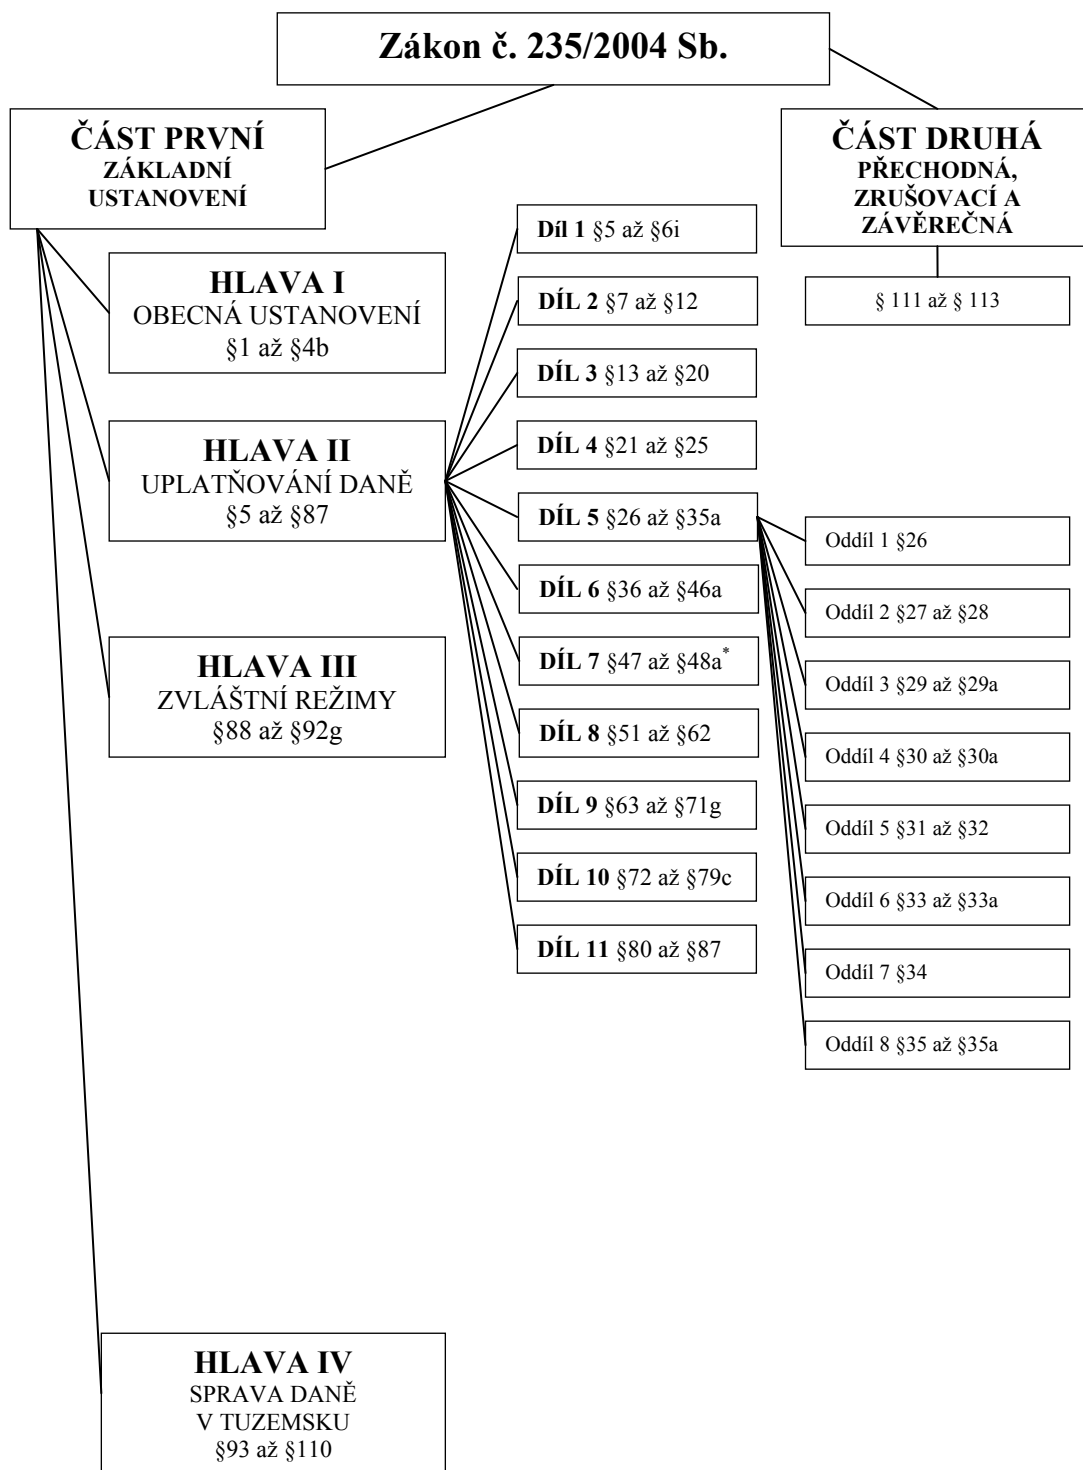 Zákon č. 235/2004 Sb.
ČÁST PRVNÍ
ZÁKLADNÍ
USTANOVENÍ
ČÁST DRUHÁ
PŘECHODNÁ,
ZRUŠOVACÍ A
ZÁVĚREČNÁ
§ 111 až § 113
HLAVA I
OBECNÁ USTANOVENÍ
§1 až §4b
HLAVA II
UPLATŇOVÁNÍ DANĚ
§5 až §87
HLAVA III
ZVLÁŠTNÍ REŽIMY
§88 až §92g
HLAVA IV
SPRAVA DANĚ
V TUZEMSKU
§93 až §110
Díl 1 §5 až §6i
DÍL 2 §7 až §12
DÍL 3 §13 až §20
DÍL 4 §21 až §25
DÍL 5 §26 až §35a
DÍL 6 §36 až §46a
DÍL 7 §47 až §48a*
DÍL 8 §51 až §62
DÍL 9 §63 až §71g
DÍL 10 §72 až §79c
DÍL 11 §80 až §87
Oddíl 1 §26
Oddíl 2 §27 až §28
Oddíl 3 §29 až §29a
Oddíl 4 §30 až §30a
Oddíl 5 §31 až §32
Oddíl 6 §33 až §33a
Oddíl 7 §34
Oddíl 8 §35 až §35a